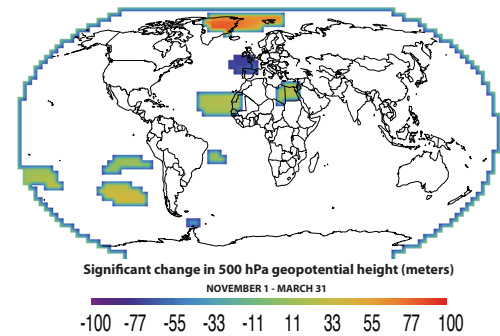 Significant change in 500 hPa geopotential height (meters)
NOVEMBER 1 - MARCH 31
-100 -77 -55 -33 -11 11 33 55 77 100